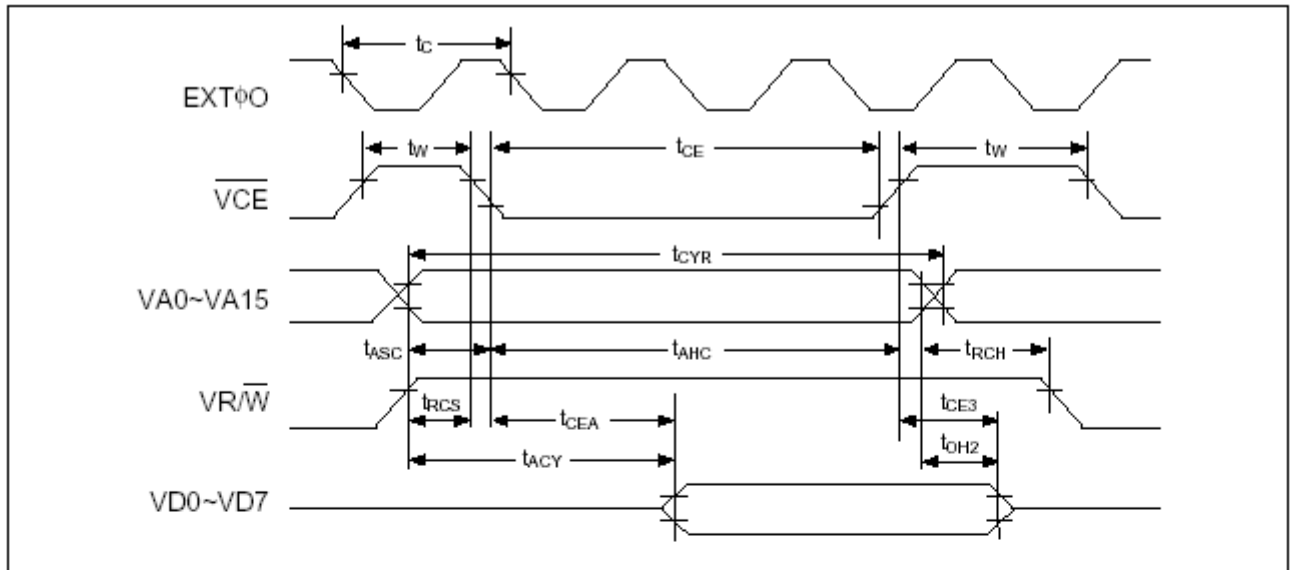 tC
EXTϕO
tW tCE tW
V̅C̅E̅
tCYR
VA0~VA15
tASC tAHC tRCH
VR/W̅
tRCS tCEA tCE3
tACY tOH2
VD0~VD7